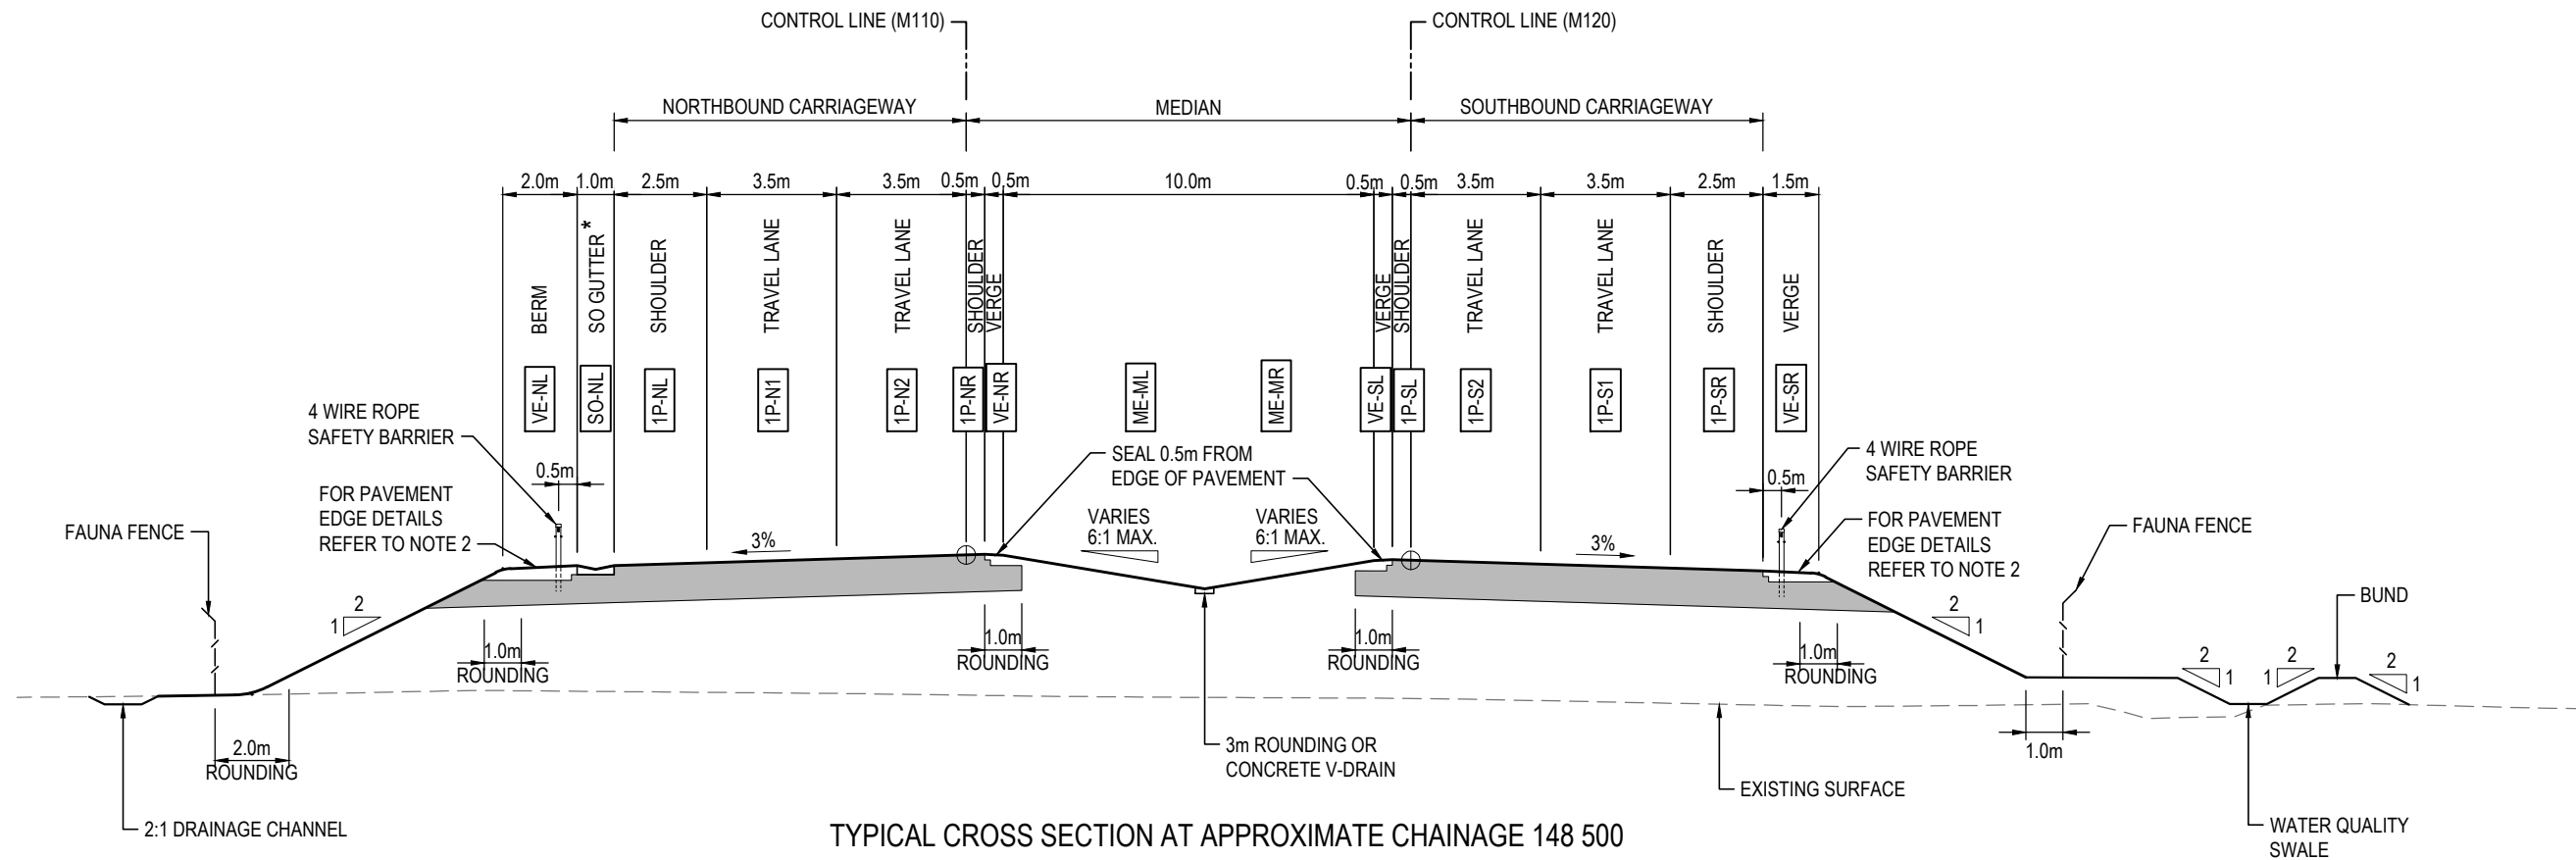 CONTROL LINE (M110)
CONTROL LINE (M120)
NORTHBOUND CARRIAGEWAY
MEDIAN
SOUTHBOUND CARRIAGEWAY
2.0m
1.0m
2.5m
3.5m
3.5m
0.5m
0.5m
10.0m
0.5m
0.5m
3.5m
3.5m
2.5m
1.5m
BERM
SO GUTTER *
SHOULDER
TRAVEL LANE
TRAVEL LANE
SHOULDER
VERGE
VERGE
SHOULDER
TRAVEL LANE
TRAVEL LANE
SHOULDER
VERGE
VE-NL
SO-NL
1P-NL
1P-N1
1P-N2
1P-NR
VE-NR
ME-ML
ME-MR
VE-SL
1P-SL
1P-S2
1P-S1
1P-SR
VE-SR
4 WIRE ROPE
SAFETY BARRIER
0.5m
FOR PAVEMENT
EDGE DETAILS
REFER TO NOTE 2
FAUNA FENCE
SEAL 0.5m FROM
EDGE OF PAVEMENT
VARIES
6:1 MAX.
VARIES
6:1 MAX.
3%
3%
4 WIRE ROPE
SAFETY BARRIER
0.5m
FOR PAVEMENT
EDGE DETAILS
REFER TO NOTE 2
FAUNA FENCE
BUND
2
1
1.0m
ROUNDING
1.0m
ROUNDING
1.0m
ROUNDING
1.0m
ROUNDING
2
1
2
1
2
1
2
1
2.0m
ROUNDING
1.0m
3m ROUNDING OR
CONCRETE V-DRAIN
EXISTING SURFACE
2:1 DRAINAGE CHANNEL
WATER QUALITY
SWALE
TYPICAL CROSS SECTION AT APPROXIMATE CHAINAGE 148 500